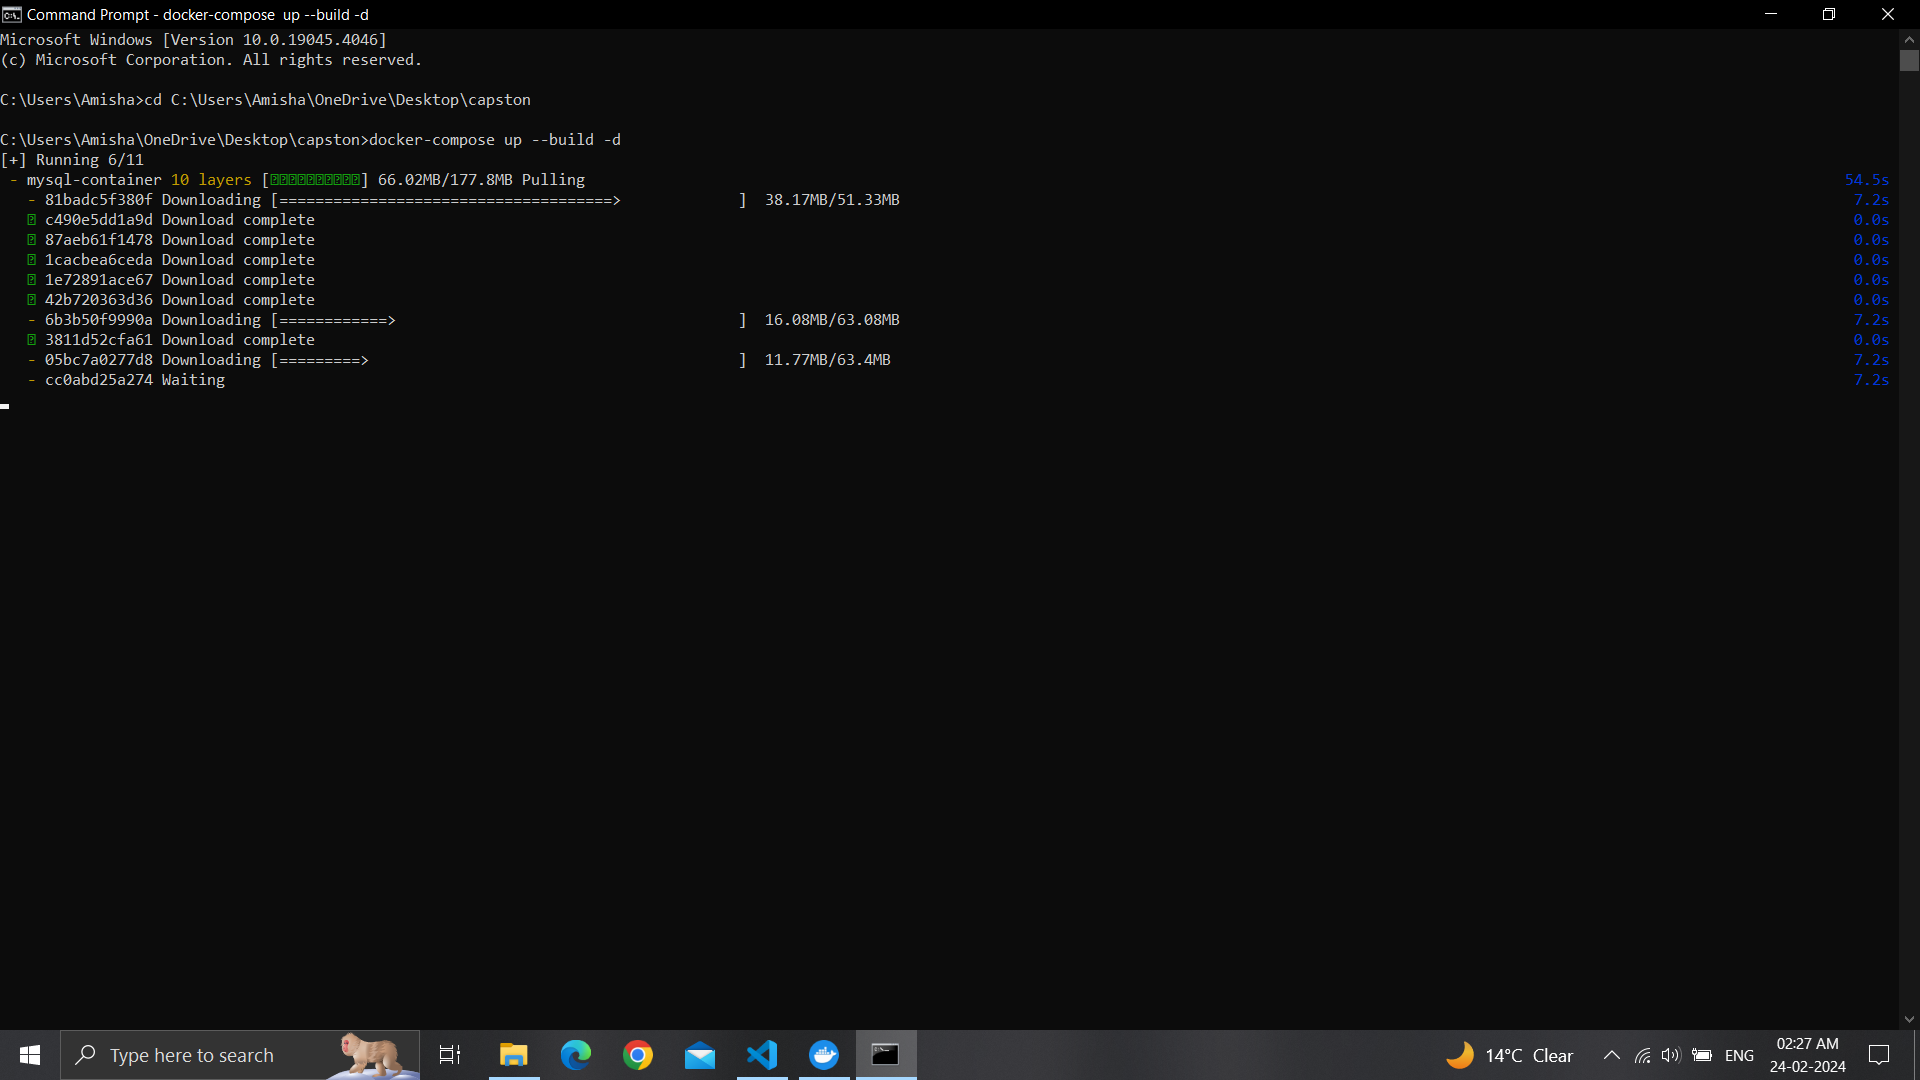 Command Prompt - docker-compose  up --build -d
Microsoft Windows [Version 10.0.19045.4046]
(c) Microsoft Corporation. All rights reserved.
C:\Users\Amisha>cd C:\Users\Amisha\OneDrive\Desktop\capston
C:\Users\Amisha\OneDrive\Desktop\capston>docker-compose up --build -d
[+] Running 6/11
- mysql-container 10 layers [⍰⍰⍰⍰⍰⍰⍰⍰⍰⍰] 66.02MB/177.8MB Pulling 54.5s
- 81badc5f380f Downloading [=====================================>             ]  38.17MB/51.33MB 7.2s
⍰ c490e5dd1a9d Download complete 0.0s
⍰ 87aeb61f1478 Download complete 0.0s
⍰ 1cacbea6ceda Download complete 0.0s
⍰ 1e72891ace67 Download complete 0.0s
⍰ 42b720363d36 Download complete 0.0s
- 6b3b50f9990a Downloading [============>                                      ]  16.08MB/63.08MB 7.2s
⍰ 3811d52cfa61 Download complete 0.0s
- 05bc7a0277d8 Downloading [=========>                                         ]  11.77MB/63.4MB 7.2s
- cc0abd25a274 Waiting 7.2s
Type here to search
14°C Clear
ENG
02:27 AM
24-02-2024